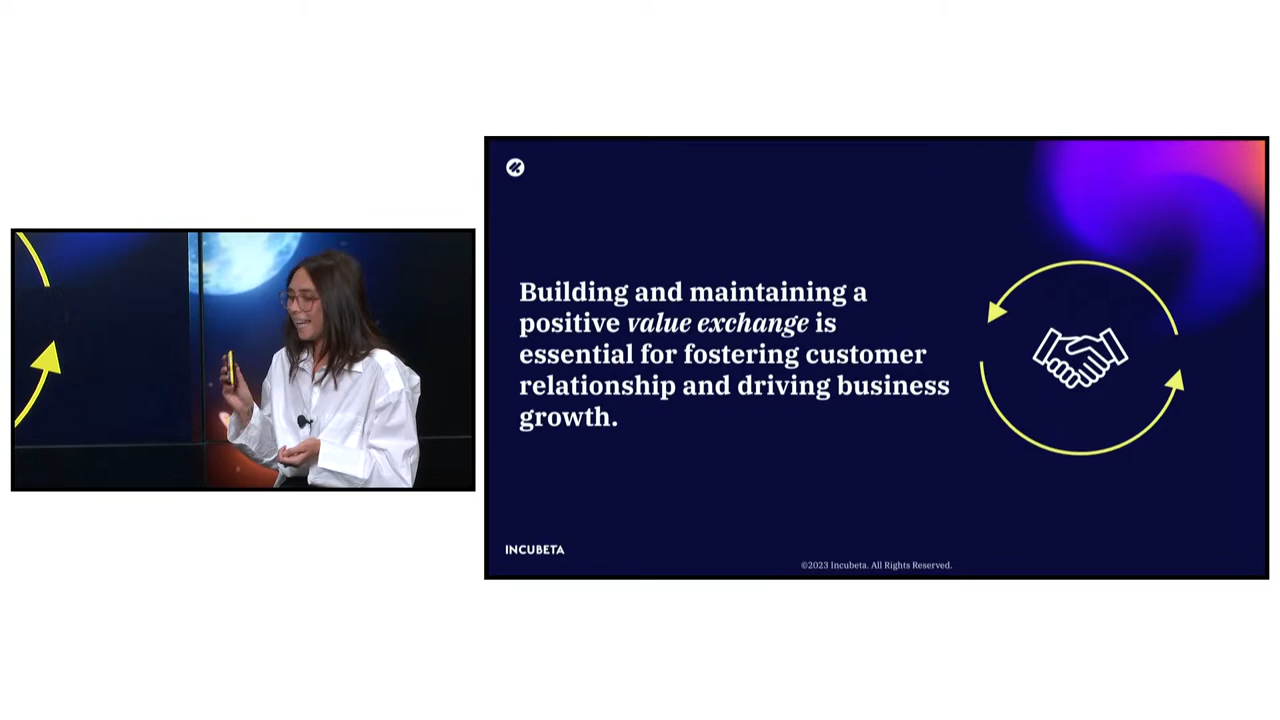 Building and maintaining a
positive value exchange is
essential for fostering customer
relationship and driving business
growth.
INCUBETA
©2023 Incubeta. All Rights Reserved.